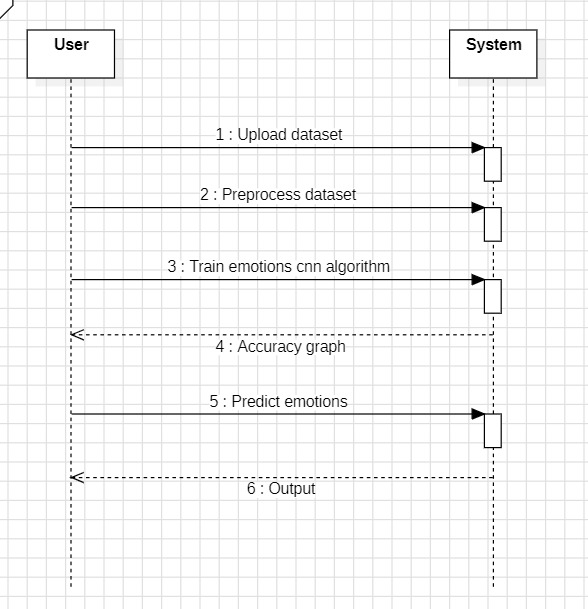 User
System
1 : Upload dataset
2 : Preprocess dataset
3 : Train emotions cnn algorithm
4 : Accuracy graph
5 : Predict emotions
6 : Output